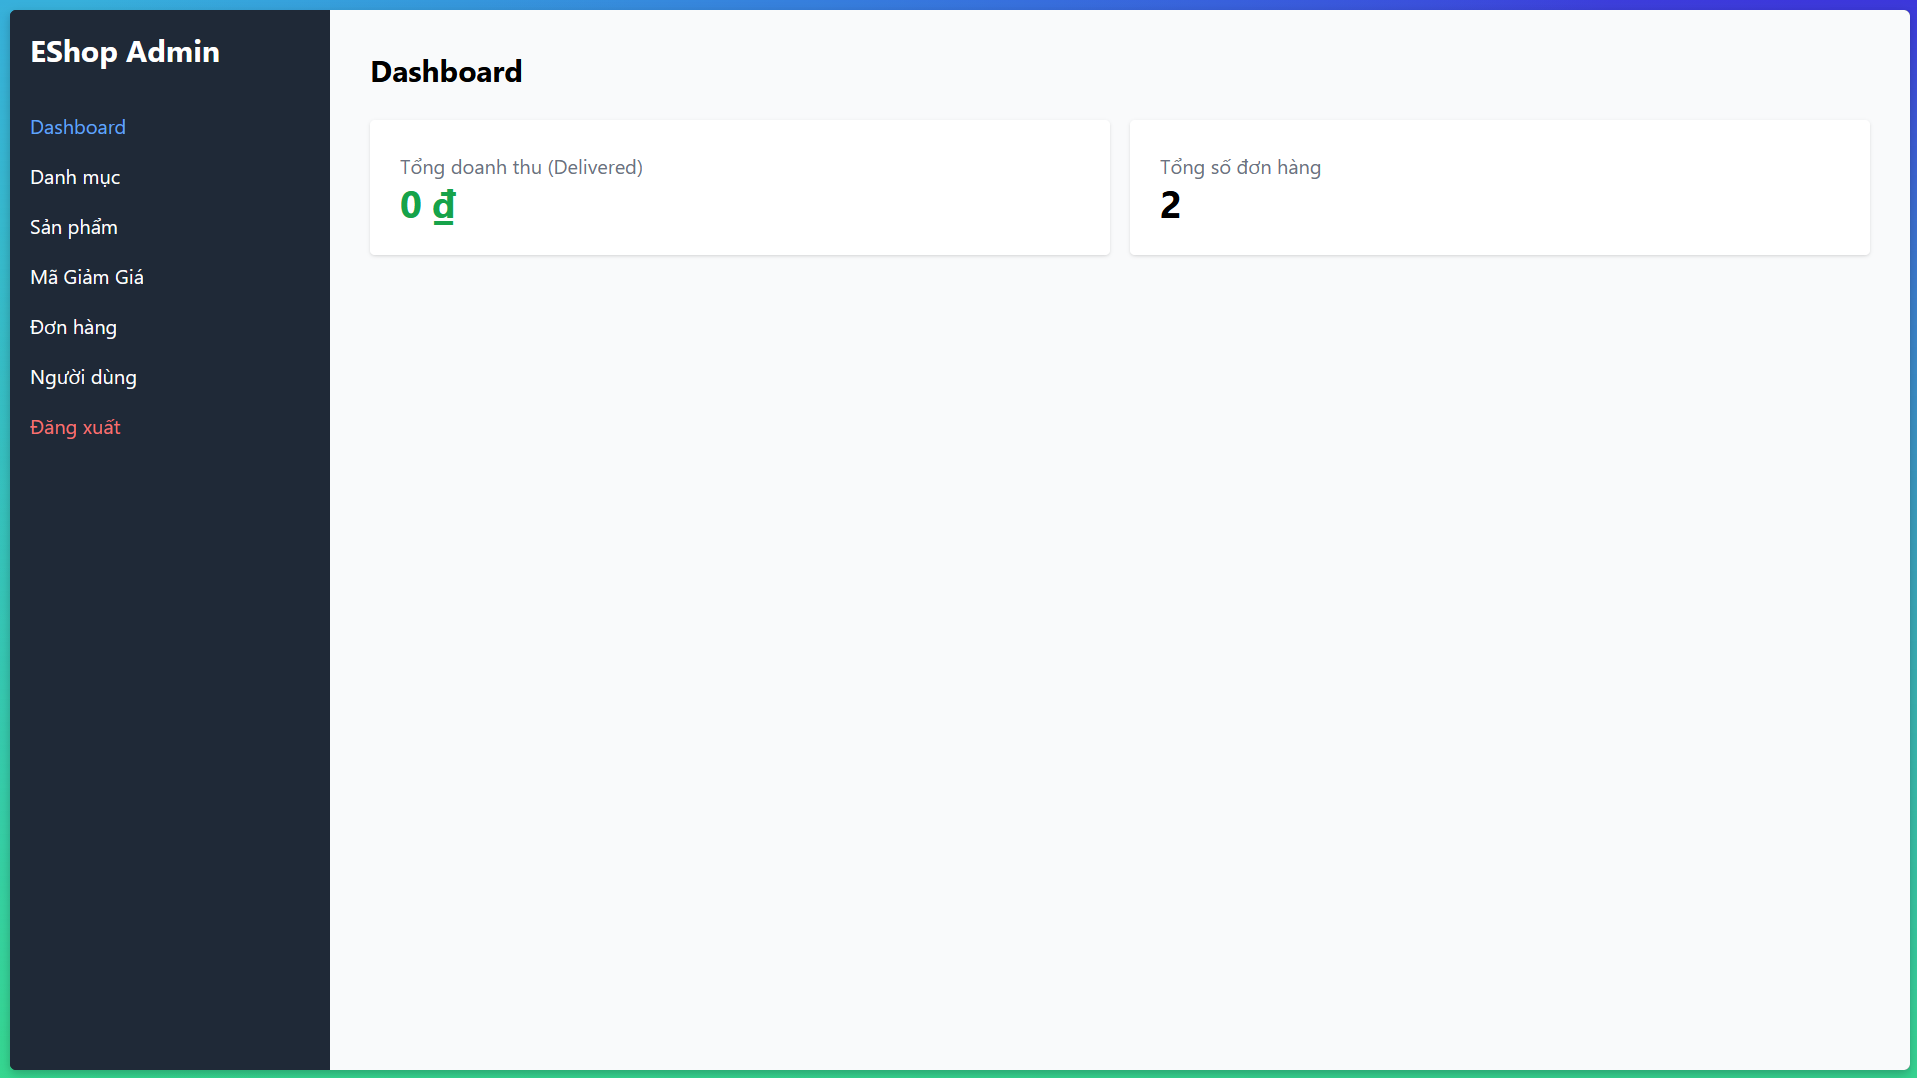 EShop Admin
Dashboard
Danh mục
Sản phẩm
Mã Giảm Giá
Đơn hàng
Người dùng
Đăng xuất
Dashboard
Tổng doanh thu (Delivered)
0 ₫
Tổng số đơn hàng
2